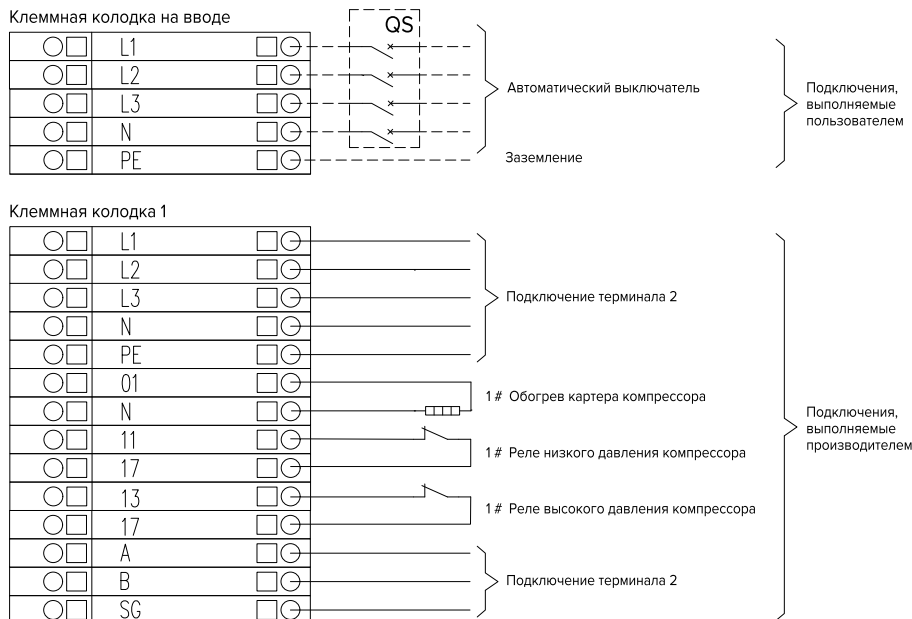 Клеммная колодка на вводе
QS
L1
L2
L3
N
PE
Автоматический выключатель
Заземление
Подключения,
выполняемые
пользователем
Клеммная колодка 1
L1
L2
L3
N
PE
01
N
11
17
13
17
A
B
SG
Подключение терминала 2
1 # Обогрев картера компрессора
1 # Реле низкого давления компрессора
1 # Реле высокого давления компрессора
Подключение терминала 2
Подключения,
выполняемые
производителем